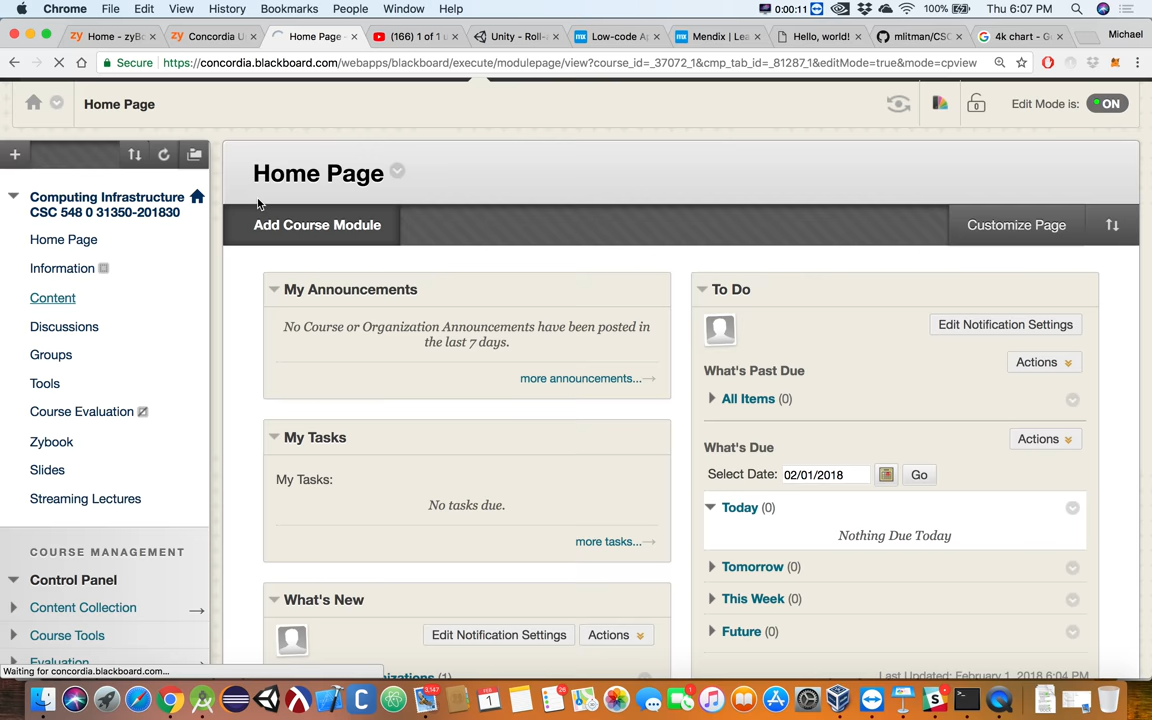 Chrome File Edit View History Bookmarks People Window Help 0:00:11 100% Thu 6:07 PM
Home - zyBo Concordia U Home Page - (166) 1 of 1 u Unity - Roll- Low-code Ap Mendix | Lea Hello, world! mlitman/CSC 4k chart - Go Michael
Secure https://concordia.blackboard.com/webapps/blackboard/execute/modulepage/view?course_id=_37072_1&cmp_tab_id=_81287_1&editMode=true&mode=cpview
Home Page Edit Mode is: ON
Home Page
Computing Infrastructure
CSC 548 0 31350-201830
Add Course Module Customize Page
Home Page
Information
Content
Discussions
Groups
Tools
Course Evaluation
Zybook
Slides
Streaming Lectures
COURSE MANAGEMENT
Control Panel
Content Collection
Course Tools
Evaluation
My Announcements
No Course or Organization Announcements have been posted in
the last 7 days.
more announcements...
My Tasks
My Tasks:
No tasks due.
more tasks...
What's New
Edit Notification Settings Actions
To Do
Edit Notification Settings
Actions
What's Past Due
All Items (0)
Actions
What's Due
Select Date: 02/01/2018 Go
Today (0)
Nothing Due Today
Tomorrow (0)
This Week (0)
Future (0)
Last Updated: February 1, 2018 6:04 PM
Waiting for concordia.blackboard.com...